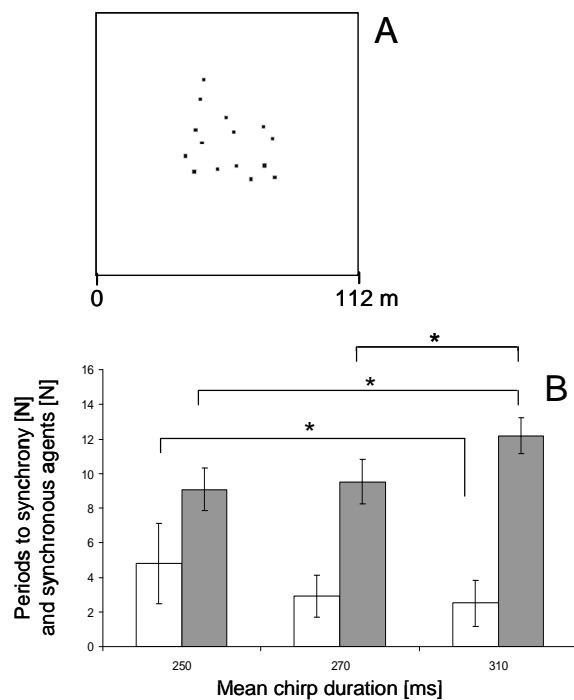 A
0 112 m
*
*
*
B
Periods to synchrony [N]
and synchronous agents [N]
16
14
12
10
8
6
4
2
0
250 270 310
Mean chirp duration [ms]